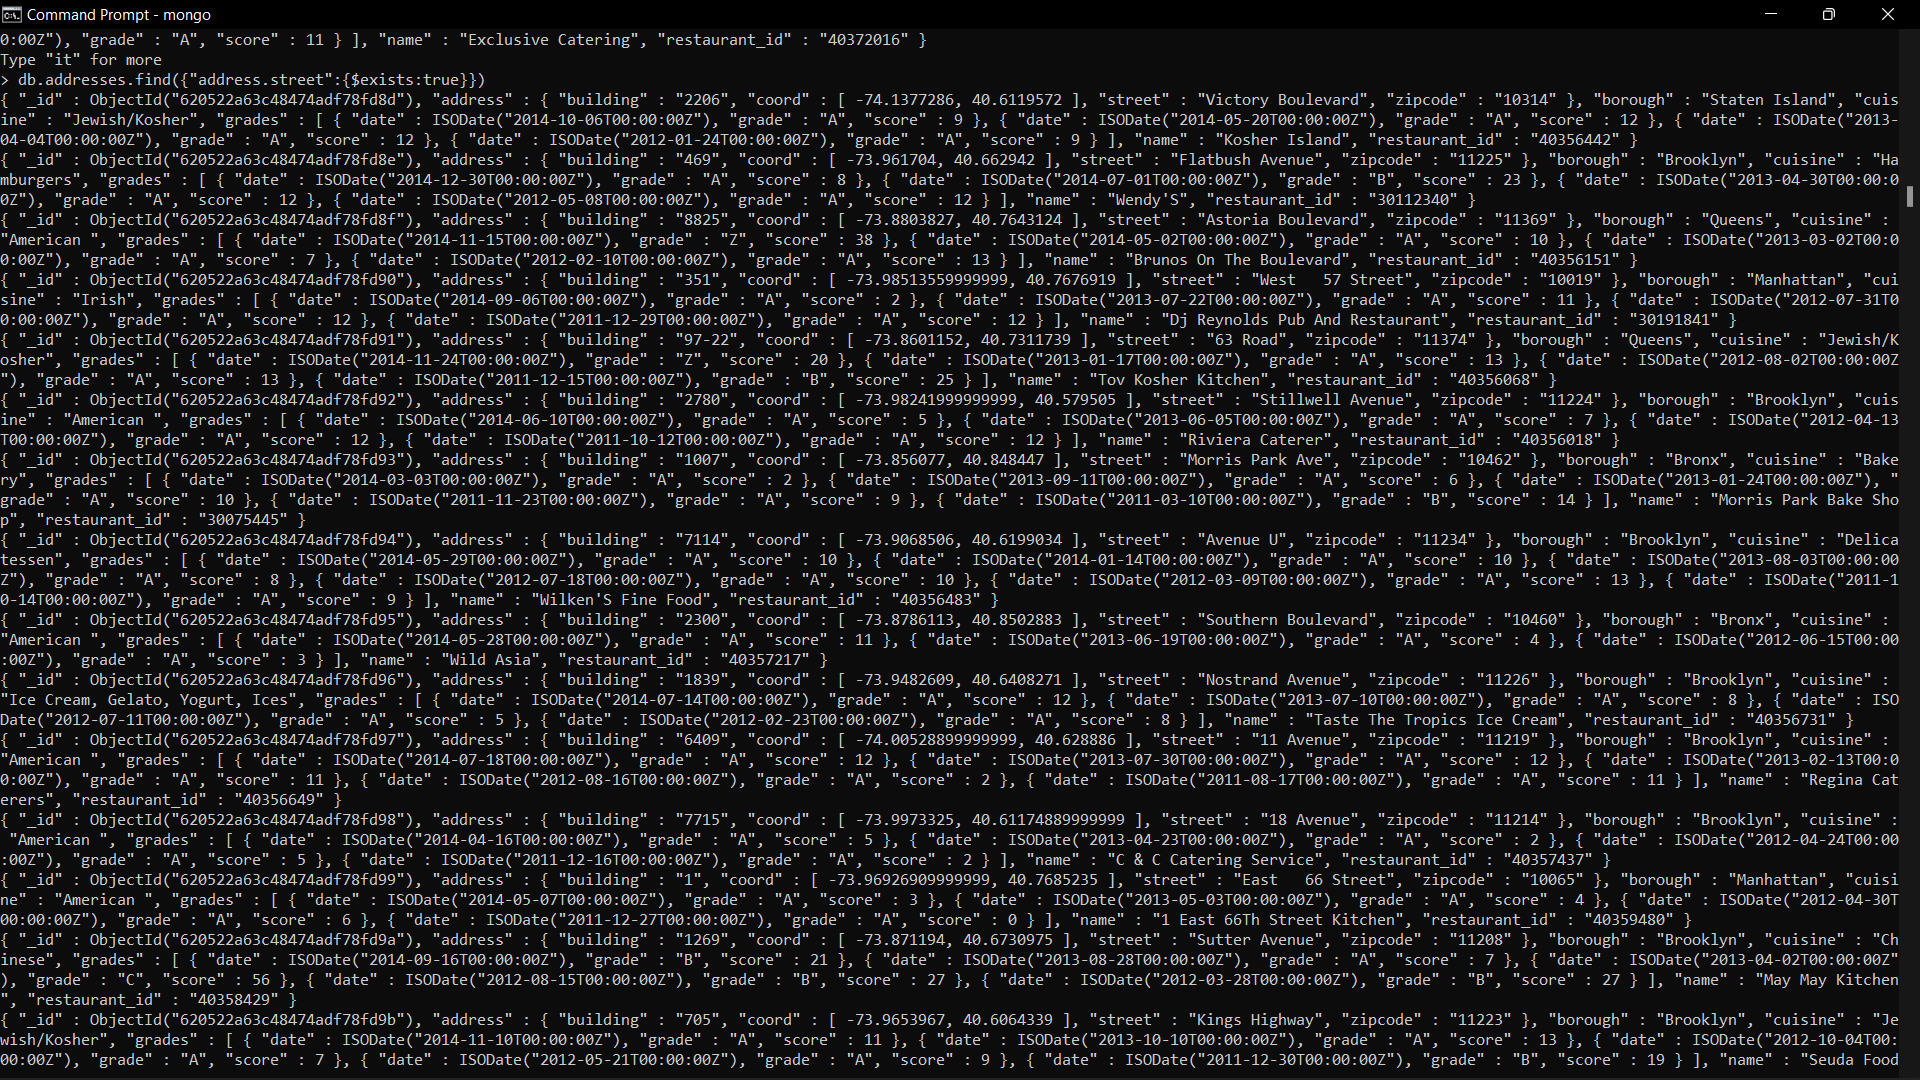 Command Prompt - mongo
0:00Z"), "grade" : "A", "score" : 11 } ], "name" : "Exclusive Catering", "restaurant_id" : "40372016" }
Type "it" for more
> db.addresses.find({"address.street":{$exists:true}})
{ "_id" : ObjectId("620522a63c48474adf78fd8d"), "address" : { "building" : "2206", "coord" : [ -74.1377286, 40.6119572 ], "street" : "Victory Boulevard", "zipcode" : "10314" }, "borough" : "Staten Island", "cuis
ine" : "Jewish/Kosher", "grades" : [ { "date" : ISODate("2014-10-06T00:00:00Z"), "grade" : "A", "score" : 9 }, { "date" : ISODate("2014-05-20T00:00:00Z"), "grade" : "A", "score" : 12 }, { "date" : ISODate("2013-
04-04T00:00:00Z"), "grade" : "A", "score" : 12 }, { "date" : ISODate("2012-01-24T00:00:00Z"), "grade" : "A", "score" : 9 } ], "name" : "Kosher Island", "restaurant_id" : "40356442" }
{ "_id" : ObjectId("620522a63c48474adf78fd8e"), "address" : { "building" : "469", "coord" : [ -73.961704, 40.662942 ], "street" : "Flatbush Avenue", "zipcode" : "11225" }, "borough" : "Brooklyn", "cuisine" : "Ha
mburgers", "grades" : [ { "date" : ISODate("2014-12-30T00:00:00Z"), "grade" : "A", "score" : 8 }, { "date" : ISODate("2014-07-01T00:00:00Z"), "grade" : "B", "score" : 23 }, { "date" : ISODate("2013-04-30T00:00:0
0Z"), "grade" : "A", "score" : 12 }, { "date" : ISODate("2012-05-08T00:00:00Z"), "grade" : "A", "score" : 12 } ], "name" : "Wendy'S", "restaurant_id" : "30112340" }
{ "_id" : ObjectId("620522a63c48474adf78fd8f"), "address" : { "building" : "8825", "coord" : [ -73.8803827, 40.7643124 ], "street" : "Astoria Boulevard", "zipcode" : "11369" }, "borough" : "Queens", "cuisine" :
"American ", "grades" : [ { "date" : ISODate("2014-11-15T00:00:00Z"), "grade" : "Z", "score" : 38 }, { "date" : ISODate("2014-05-02T00:00:00Z"), "grade" : "A", "score" : 10 }, { "date" : ISODate("2013-03-02T00:0
0:00Z"), "grade" : "A", "score" : 7 }, { "date" : ISODate("2012-02-10T00:00:00Z"), "grade" : "A", "score" : 13 } ], "name" : "Brunos On The Boulevard", "restaurant_id" : "40356151" }
{ "_id" : ObjectId("620522a63c48474adf78fd90"), "address" : { "building" : "351", "coord" : [ -73.98513559999999, 40.7676919 ], "street" : "West   57 Street", "zipcode" : "10019" }, "borough" : "Manhattan", "cui
sine" : "Irish", "grades" : [ { "date" : ISODate("2014-09-06T00:00:00Z"), "grade" : "A", "score" : 2 }, { "date" : ISODate("2013-07-22T00:00:00Z"), "grade" : "A", "score" : 11 }, { "date" : ISODate("2012-07-31T0
0:00:00Z"), "grade" : "A", "score" : 12 }, { "date" : ISODate("2011-12-29T00:00:00Z"), "grade" : "A", "score" : 12 } ], "name" : "Dj Reynolds Pub And Restaurant", "restaurant_id" : "30191841" }
{ "_id" : ObjectId("620522a63c48474adf78fd91"), "address" : { "building" : "97-22", "coord" : [ -73.8601152, 40.7311739 ], "street" : "63 Road", "zipcode" : "11374" }, "borough" : "Queens", "cuisine" : "Jewish/K
osher", "grades" : [ { "date" : ISODate("2014-11-24T00:00:00Z"), "grade" : "Z", "score" : 20 }, { "date" : ISODate("2013-01-17T00:00:00Z"), "grade" : "A", "score" : 13 }, { "date" : ISODate("2012-08-02T00:00:00Z
"), "grade" : "A", "score" : 13 }, { "date" : ISODate("2011-12-15T00:00:00Z"), "grade" : "B", "score" : 25 } ], "name" : "Tov Kosher Kitchen", "restaurant_id" : "40356068" }
{ "_id" : ObjectId("620522a63c48474adf78fd92"), "address" : { "building" : "2780", "coord" : [ -73.98241999999999, 40.579505 ], "street" : "Stillwell Avenue", "zipcode" : "11224" }, "borough" : "Brooklyn", "cuis
ine" : "American ", "grades" : [ { "date" : ISODate("2014-06-10T00:00:00Z"), "grade" : "A", "score" : 5 }, { "date" : ISODate("2013-06-05T00:00:00Z"), "grade" : "A", "score" : 7 }, { "date" : ISODate("2012-04-13
T00:00:00Z"), "grade" : "A", "score" : 12 }, { "date" : ISODate("2011-10-12T00:00:00Z"), "grade" : "A", "score" : 12 } ], "name" : "Riviera Caterer", "restaurant_id" : "40356018" }
{ "_id" : ObjectId("620522a63c48474adf78fd93"), "address" : { "building" : "1007", "coord" : [ -73.856077, 40.848447 ], "street" : "Morris Park Ave", "zipcode" : "10462" }, "borough" : "Bronx", "cuisine" : "Bake
ry", "grades" : [ { "date" : ISODate("2014-03-03T00:00:00Z"), "grade" : "A", "score" : 2 }, { "date" : ISODate("2013-09-11T00:00:00Z"), "grade" : "A", "score" : 6 }, { "date" : ISODate("2013-01-24T00:00:00Z"), "
grade" : "A", "score" : 10 }, { "date" : ISODate("2011-11-23T00:00:00Z"), "grade" : "A", "score" : 9 }, { "date" : ISODate("2011-03-10T00:00:00Z"), "grade" : "B", "score" : 14 } ], "name" : "Morris Park Bake Sho
p", "restaurant_id" : "30075445" }
{ "_id" : ObjectId("620522a63c48474adf78fd94"), "address" : { "building" : "7114", "coord" : [ -73.9068506, 40.6199034 ], "street" : "Avenue U", "zipcode" : "11234" }, "borough" : "Brooklyn", "cuisine" : "Delica
tessen", "grades" : [ { "date" : ISODate("2014-05-29T00:00:00Z"), "grade" : "A", "score" : 10 }, { "date" : ISODate("2014-01-14T00:00:00Z"), "grade" : "A", "score" : 10 }, { "date" : ISODate("2013-08-03T00:00:00
Z"), "grade" : "A", "score" : 8 }, { "date" : ISODate("2012-07-18T00:00:00Z"), "grade" : "A", "score" : 10 }, { "date" : ISODate("2012-03-09T00:00:00Z"), "grade" : "A", "score" : 13 }, { "date" : ISODate("2011-1
0-14T00:00:00Z"), "grade" : "A", "score" : 9 } ], "name" : "Wilken'S Fine Food", "restaurant_id" : "40356483" }
{ "_id" : ObjectId("620522a63c48474adf78fd95"), "address" : { "building" : "2300", "coord" : [ -73.8786113, 40.8502883 ], "street" : "Southern Boulevard", "zipcode" : "10460" }, "borough" : "Bronx", "cuisine" :
"American ", "grades" : [ { "date" : ISODate("2014-05-28T00:00:00Z"), "grade" : "A", "score" : 11 }, { "date" : ISODate("2013-06-19T00:00:00Z"), "grade" : "A", "score" : 4 }, { "date" : ISODate("2012-06-15T00:00
:00Z"), "grade" : "A", "score" : 3 } ], "name" : "Wild Asia", "restaurant_id" : "40357217" }
{ "_id" : ObjectId("620522a63c48474adf78fd96"), "address" : { "building" : "1839", "coord" : [ -73.9482609, 40.6408271 ], "street" : "Nostrand Avenue", "zipcode" : "11226" }, "borough" : "Brooklyn", "cuisine" :
"Ice Cream, Gelato, Yogurt, Ices", "grades" : [ { "date" : ISODate("2014-07-14T00:00:00Z"), "grade" : "A", "score" : 12 }, { "date" : ISODate("2013-07-10T00:00:00Z"), "grade" : "A", "score" : 8 }, { "date" : ISO
Date("2012-07-11T00:00:00Z"), "grade" : "A", "score" : 5 }, { "date" : ISODate("2012-02-23T00:00:00Z"), "grade" : "A", "score" : 8 } ], "name" : "Taste The Tropics Ice Cream", "restaurant_id" : "40356731" }
{ "_id" : ObjectId("620522a63c48474adf78fd97"), "address" : { "building" : "6409", "coord" : [ -74.00528899999999, 40.628886 ], "street" : "11 Avenue", "zipcode" : "11219" }, "borough" : "Brooklyn", "cuisine" :
"American ", "grades" : [ { "date" : ISODate("2014-07-18T00:00:00Z"), "grade" : "A", "score" : 12 }, { "date" : ISODate("2013-07-30T00:00:00Z"), "grade" : "A", "score" : 12 }, { "date" : ISODate("2013-02-13T00:0
0:00Z"), "grade" : "A", "score" : 11 }, { "date" : ISODate("2012-08-16T00:00:00Z"), "grade" : "A", "score" : 2 }, { "date" : ISODate("2011-08-17T00:00:00Z"), "grade" : "A", "score" : 11 } ], "name" : "Regina Cat
erers", "restaurant_id" : "40356649" }
{ "_id" : ObjectId("620522a63c48474adf78fd98"), "address" : { "building" : "7715", "coord" : [ -73.9973325, 40.61174889999999 ], "street" : "18 Avenue", "zipcode" : "11214" }, "borough" : "Brooklyn", "cuisine" :
 "American ", "grades" : [ { "date" : ISODate("2014-04-16T00:00:00Z"), "grade" : "A", "score" : 5 }, { "date" : ISODate("2013-04-23T00:00:00Z"), "grade" : "A", "score" : 2 }, { "date" : ISODate("2012-04-24T00:00
:00Z"), "grade" : "A", "score" : 5 }, { "date" : ISODate("2011-12-16T00:00:00Z"), "grade" : "A", "score" : 2 } ], "name" : "C & C Catering Service", "restaurant_id" : "40357437" }
{ "_id" : ObjectId("620522a63c48474adf78fd99"), "address" : { "building" : "1", "coord" : [ -73.96926909999999, 40.7685235 ], "street" : "East   66 Street", "zipcode" : "10065" }, "borough" : "Manhattan", "cuisi
ne" : "American ", "grades" : [ { "date" : ISODate("2014-05-07T00:00:00Z"), "grade" : "A", "score" : 3 }, { "date" : ISODate("2013-05-03T00:00:00Z"), "grade" : "A", "score" : 4 }, { "date" : ISODate("2012-04-30T
00:00:00Z"), "grade" : "A", "score" : 6 }, { "date" : ISODate("2011-12-27T00:00:00Z"), "grade" : "A", "score" : 0 } ], "name" : "1 East 66Th Street Kitchen", "restaurant_id" : "40359480" }
{ "_id" : ObjectId("620522a63c48474adf78fd9a"), "address" : { "building" : "1269", "coord" : [ -73.871194, 40.6730975 ], "street" : "Sutter Avenue", "zipcode" : "11208" }, "borough" : "Brooklyn", "cuisine" : "Ch
inese", "grades" : [ { "date" : ISODate("2014-09-16T00:00:00Z"), "grade" : "B", "score" : 21 }, { "date" : ISODate("2013-08-28T00:00:00Z"), "grade" : "A", "score" : 7 }, { "date" : ISODate("2013-04-02T00:00:00Z"
), "grade" : "C", "score" : 56 }, { "date" : ISODate("2012-08-15T00:00:00Z"), "grade" : "B", "score" : 27 }, { "date" : ISODate("2012-03-28T00:00:00Z"), "grade" : "B", "score" : 27 } ], "name" : "May May Kitchen
", "restaurant_id" : "40358429" }
{ "_id" : ObjectId("620522a63c48474adf78fd9b"), "address" : { "building" : "705", "coord" : [ -73.9653967, 40.6064339 ], "street" : "Kings Highway", "zipcode" : "11223" }, "borough" : "Brooklyn", "cuisine" : "Je
wish/Kosher", "grades" : [ { "date" : ISODate("2014-11-10T00:00:00Z"), "grade" : "A", "score" : 11 }, { "date" : ISODate("2013-10-10T00:00:00Z"), "grade" : "A", "score" : 13 }, { "date" : ISODate("2012-10-04T00:
00:00Z"), "grade" : "A", "score" : 7 }, { "date" : ISODate("2012-05-21T00:00:00Z"), "grade" : "A", "score" : 9 }, { "date" : ISODate("2011-12-30T00:00:00Z"), "grade" : "B", "score" : 19 } ], "name" : "Seuda Food